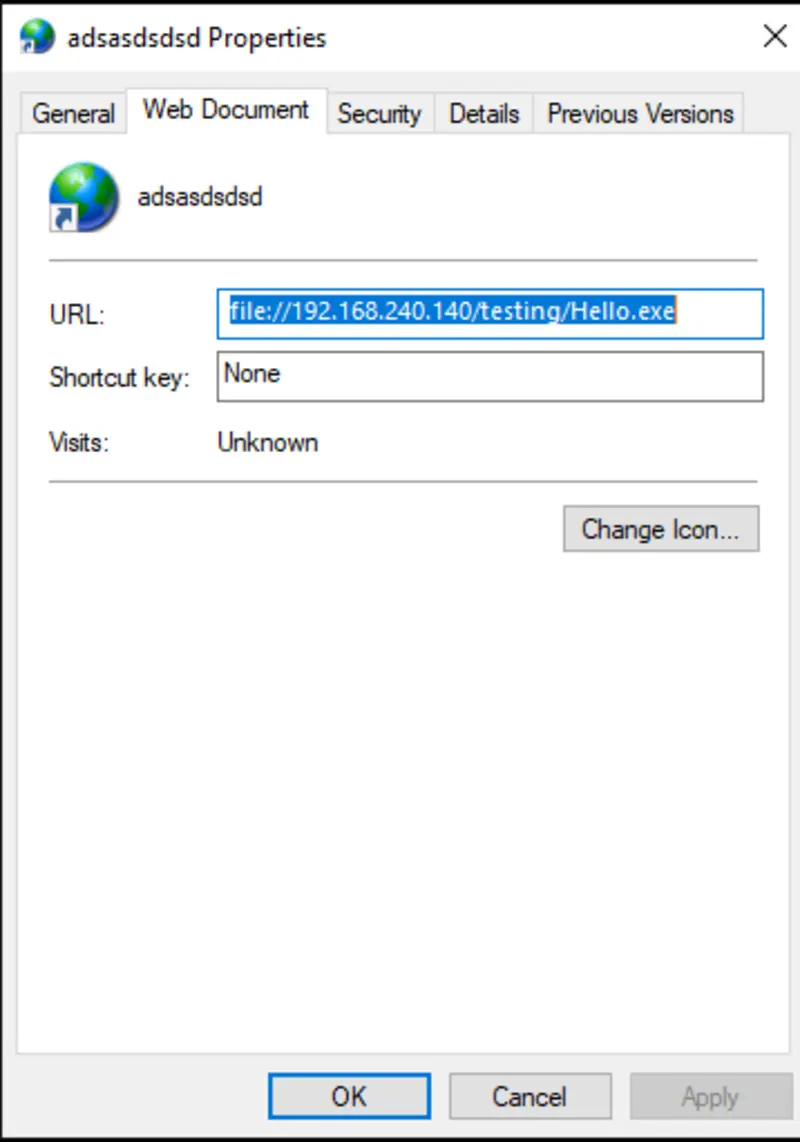 adsasdsdsd Properties
General Web Document Security Details Previous Versions
adsasdsdsd
URL: file://192.168.240.140/testing/Hello.exe
Shortcut key: None
Visits: Unknown
Change Icon...
OK Cancel Apply